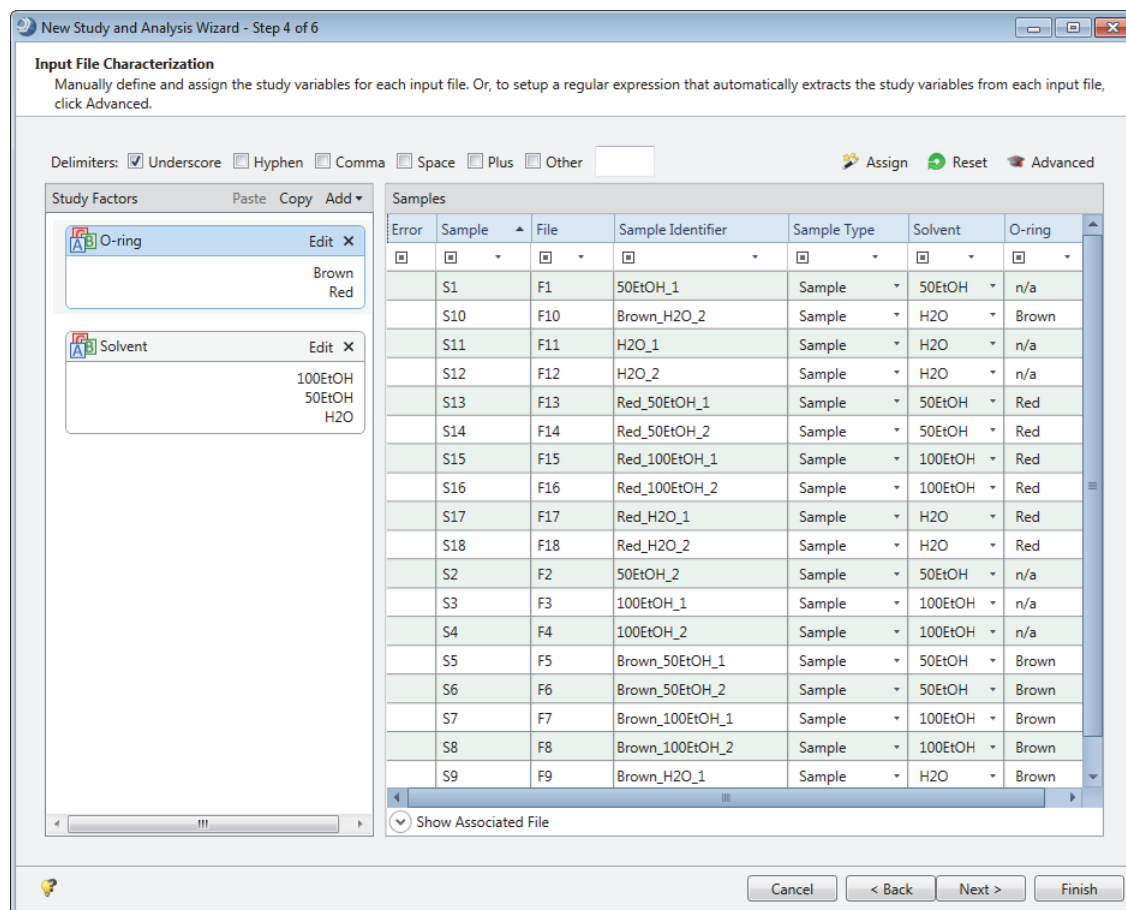 New Study and Analysis Wizard - Step 4 of 6
Input File Characterization
Manually define and assign the study variables for each input file. Or, to setup a regular expression that automatically extracts the study variables from each input file,
click Advanced.
Delimiters: Underscore Hyphen Comma Space Plus Other Assign Reset Advanced
Study Factors Paste Copy Add
O-ring Edit X
Brown
Red
Solvent Edit X
100EtOH
50EtOH
H2O
Samples
Error Sample File Sample Identifier Sample Type Solvent O-ring
S1 F1 50EtOH_1 Sample 50EtOH n/a
S10 F10 Brown_H2O_2 Sample H2O Brown
S11 F11 H2O_1 Sample H2O n/a
S12 F12 H2O_2 Sample H2O n/a
S13 F13 Red_50EtOH_1 Sample 50EtOH Red
S14 F14 Red_50EtOH_2 Sample 50EtOH Red
S15 F15 Red_100EtOH_1 Sample 100EtOH Red
S16 F16 Red_100EtOH_2 Sample 100EtOH Red
S17 F17 Red_H2O_1 Sample H2O Red
S18 F18 Red_H2O_2 Sample H2O Red
S2 F2 50EtOH_2 Sample 50EtOH n/a
S3 F3 100EtOH_1 Sample 100EtOH n/a
S4 F4 100EtOH_2 Sample 100EtOH n/a
S5 F5 Brown_50EtOH_1 Sample 50EtOH Brown
S6 F6 Brown_50EtOH_2 Sample 50EtOH Brown
S7 F7 Brown_100EtOH_1 Sample 100EtOH Brown
S8 F8 Brown_100EtOH_2 Sample 100EtOH Brown
S9 F9 Brown_H2O_1 Sample H2O Brown
Show Associated File
Cancel < Back Next > Finish